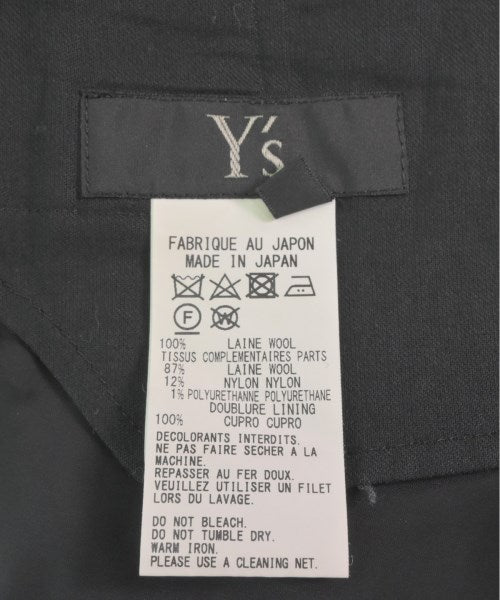 Y's
FABRIQUE AU JAPON
MADE IN JAPAN
F W
100% LAINE WOOL
TISSUS COMPLEMENTAIRES PARTS
87% LAINE WOOL
12% NYLON NYLON
1% POLYURETHANNE POLYURETHANE
DOUBLURE LINING
100% CUPRO CUPRO
DECOLORANTS INTERDITS.
NE PAS FAIRE SECHER A LA
MACHINE.
REPASSER AU FER DOUX.
VEUILLEZ UTILISER UN FILET
LORS DU LAVAGE.
DO NOT BLEACH.
DO NOT TUMBLE DRY.
WARM IRON.
PLEASE USE A CLEANING NET.